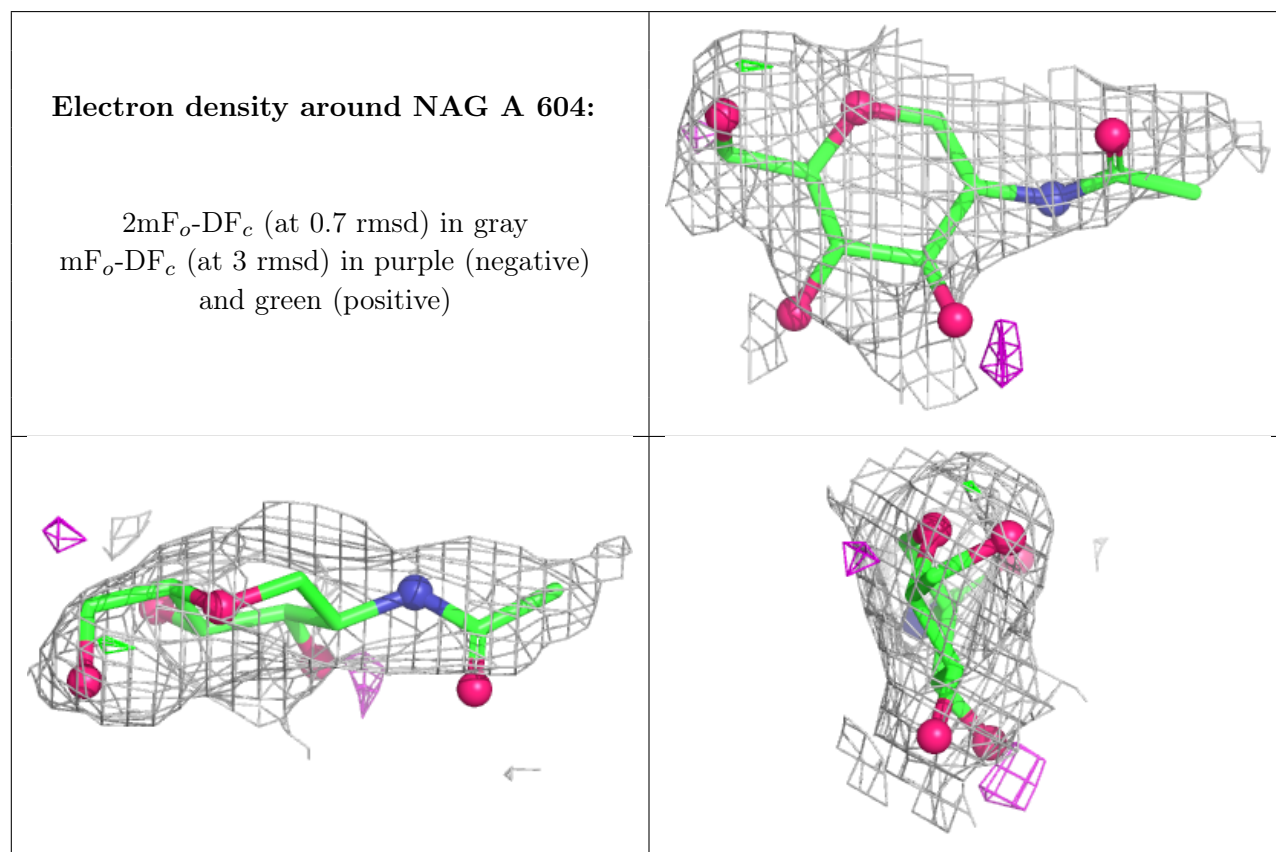 Electron density around NAG A 604:
2mFₒ-DF𝒸 (at 0.7 rmsd) in gray
mFₒ-DF𝒸 (at 3 rmsd) in purple (negative)
and green (positive)